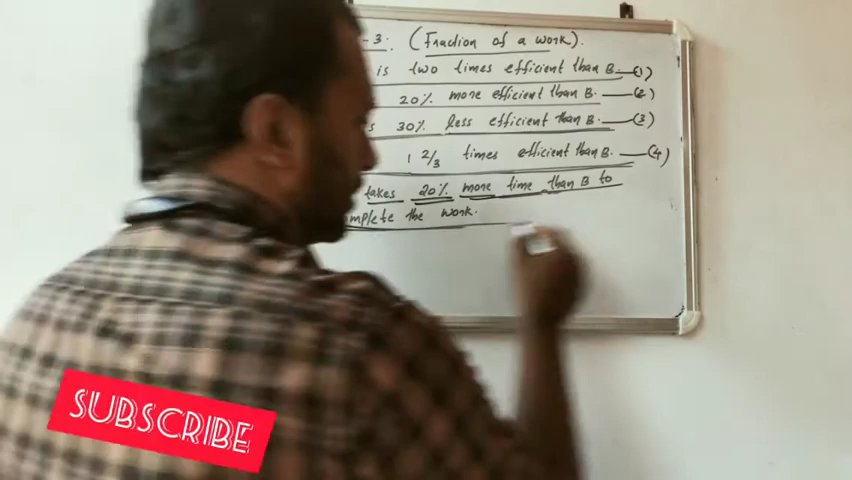 -3. (Fraction of a work).
is two times efficient than B. —(1)
20% more efficient than B. —(2)
30% less efficient than B. —(3)
1 2/3 times efficient than B. —(4)
takes 20% more time than B to
mplete the work.
SUBSCRIBE